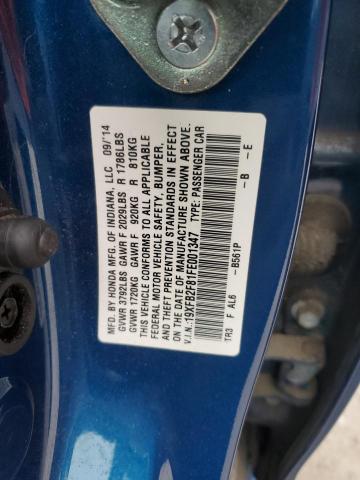 MFD. BY HONDA MFG. OF INDIANA, LLC 09/14
GVWR 3792LBS GAWR F 2029LBS R 1786LBS
GVWR 1720KG GAWR F 920KG R 810KG
THIS VEHICLE CONFORMS TO ALL APPLICABLE
FEDERAL MOTOR VEHICLE SAFETY, BUMPER,
AND THEFT PREVENTION STANDARDS IN EFFECT
ON THE DATE OF MANUFACTURE SHOWN ABOVE.
V.I.N.:19XFB2F81FE001347 TYPE: PASSENGER CAR
-B561P -B -E
TR3 F AL6